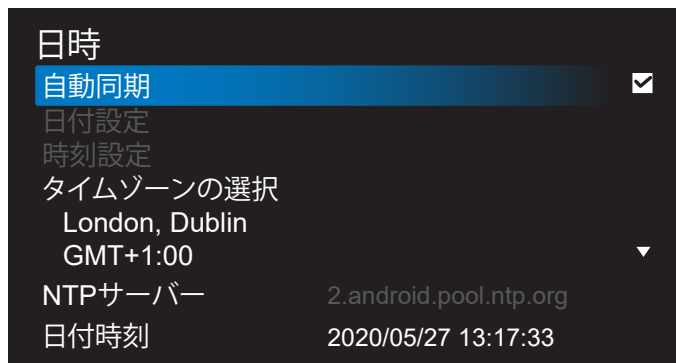 日時
自動同期
日付設定
時刻設定
タイムゾーンの選択
London, Dublin
GMT+1:00
NTPサーバー 2.android.pool.ntp.org
日付時刻 2020/05/27 13:17:33